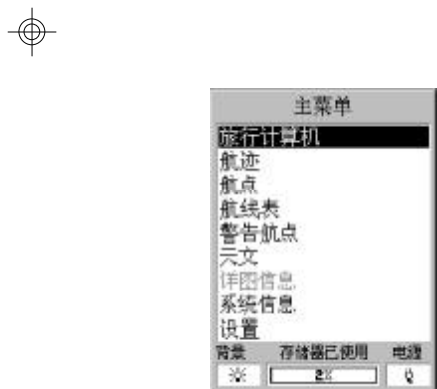 主菜单
旅行计算机
航迹
航点
航线表
警告航点
天文
详图信息
系统信息
设置
背景 存储器已使用 电源
2%